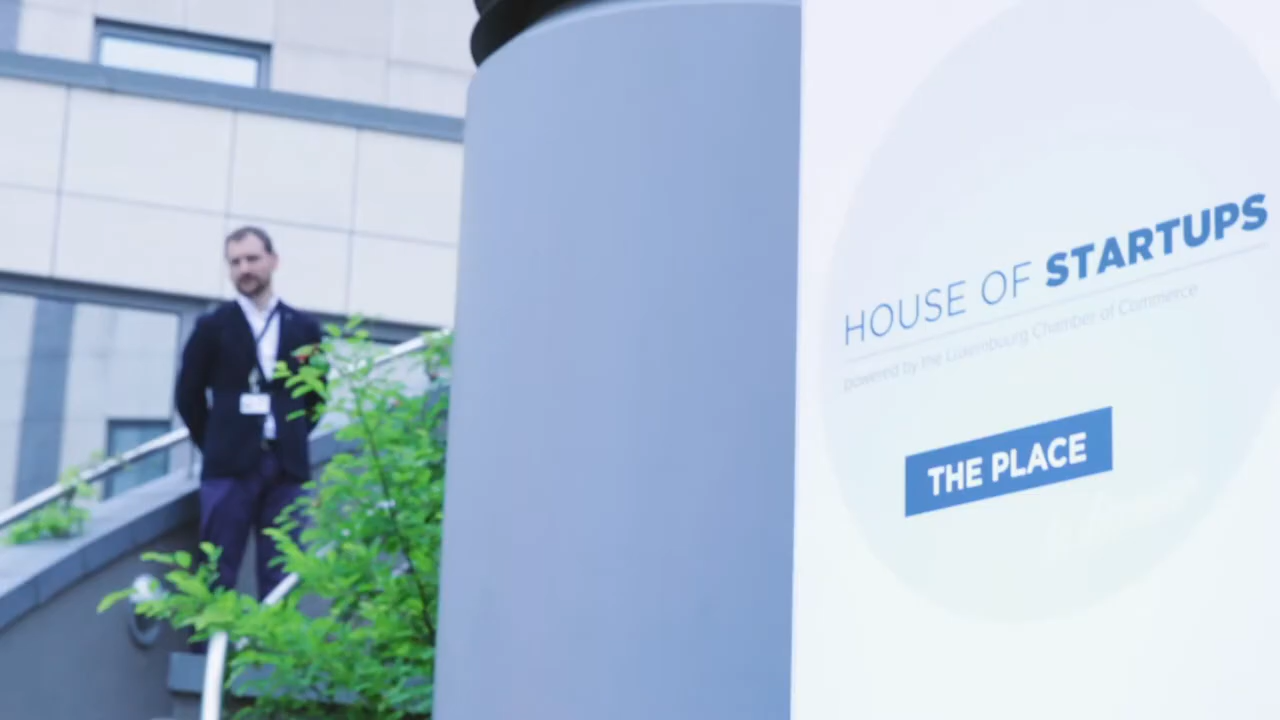 HOUSE OF STARTUPS
powered by the Luxembourg Chamber of Commerce
THE PLACE